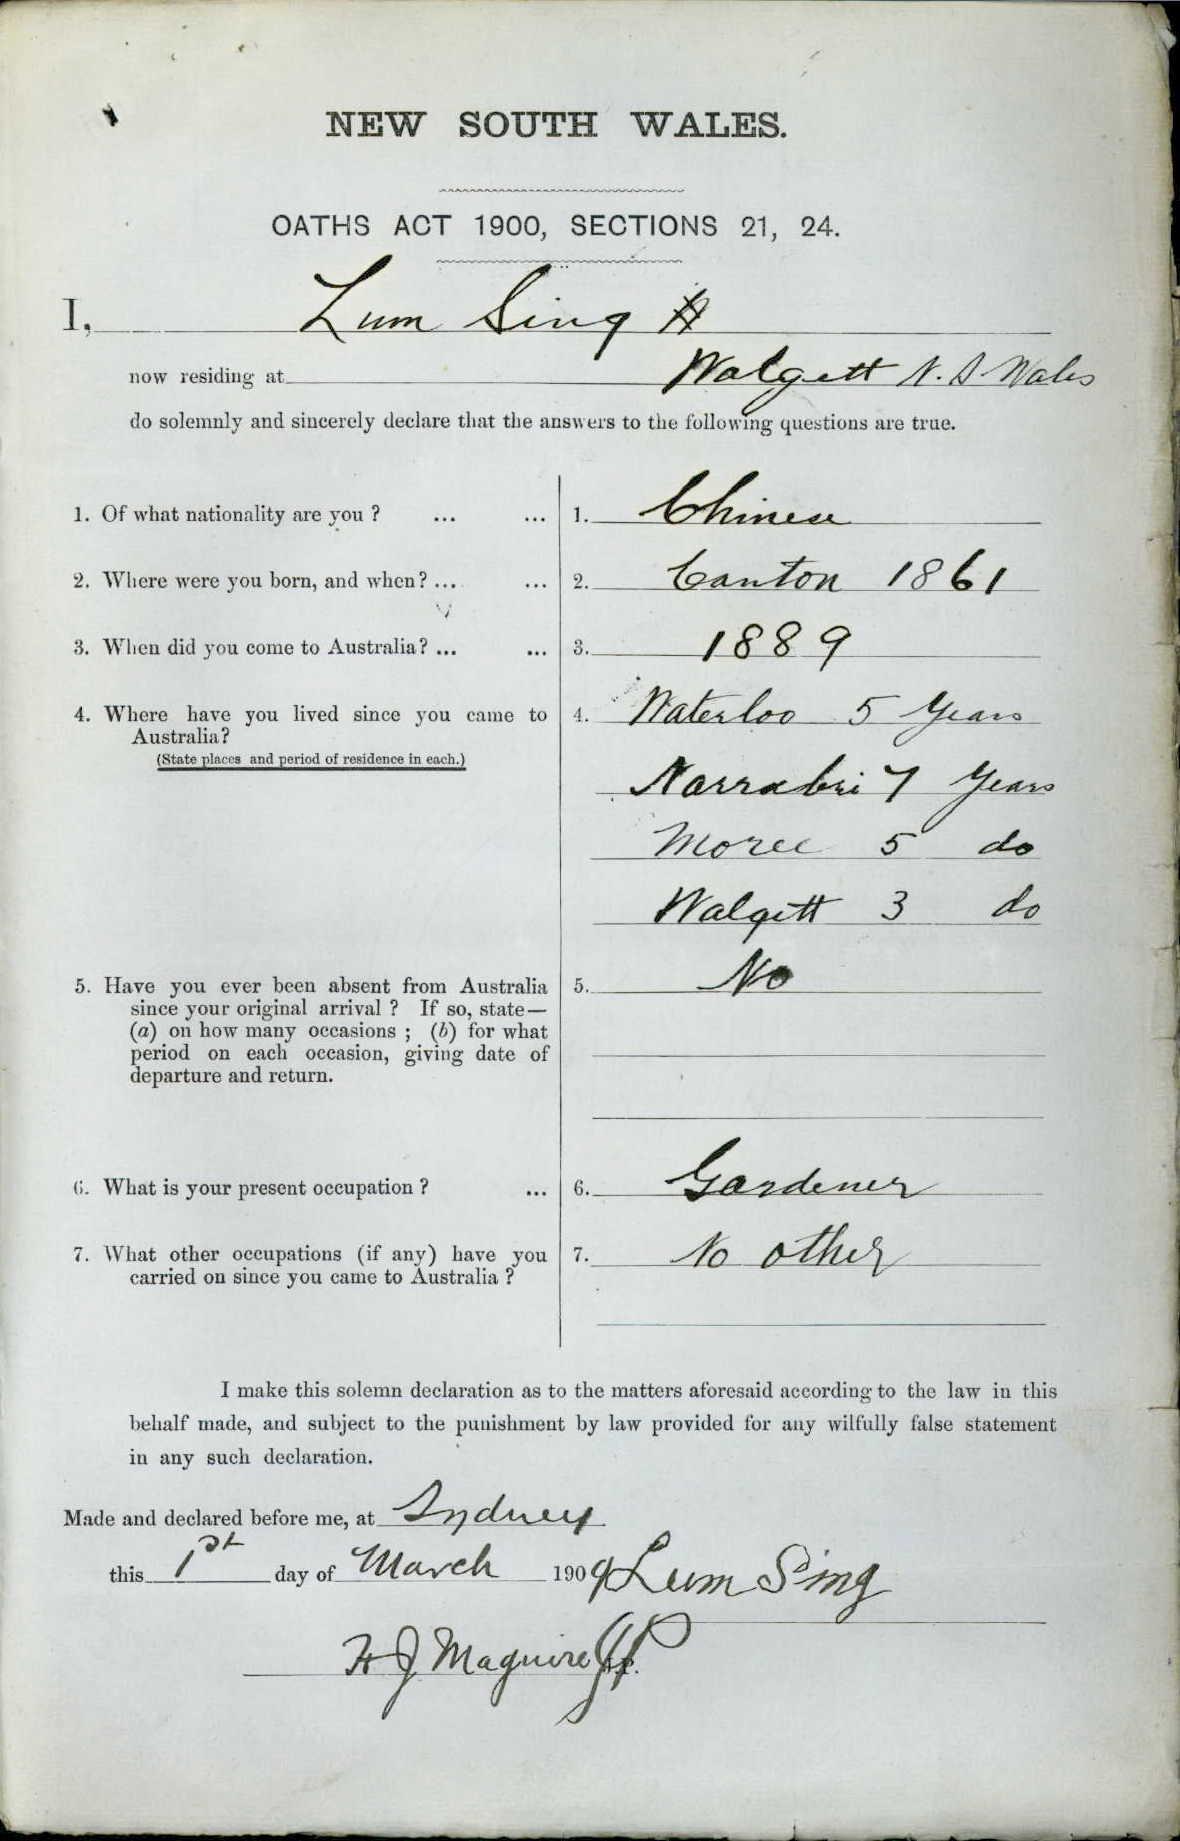 NEW SOUTH WALES.
OATHS ACT 1900, SECTIONS 21, 24.
I, Lum Sing
now residing at Walgett N. S. Wales
do solemnly and sincerely declare that the answers to the following questions are true.
1. Of what nationality are you ? ... ... 1. Chinese
2. Where were you born, and when? ... ... 2. Canton 1861
3. When did you come to Australia? ... ... 3. 1889
4. Where have you lived since you came to 4. Waterloo 5 Years
Australia?
(State places and period of residence in each.)
Narrabri 7 Years
Moree 5 do
Walgett 3 do
5. Have you ever been absent from Australia 5. No
since your original arrival ? If so, state—
(a) on how many occasions ; (b) for what
period on each occasion, giving date of
departure and return.
6. What is your present occupation ? ... 6. Gardener
7. What other occupations (if any) have you 7. No other
carried on since you came to Australia ?
I make this solemn declaration as to the matters aforesaid according to the law in this
behalf made, and subject to the punishment by law provided for any wilfully false statement
in any such declaration.
Made and declared before me, at Sydney
this 1st day of March 1909 Lum Sing
H J Maguire JP